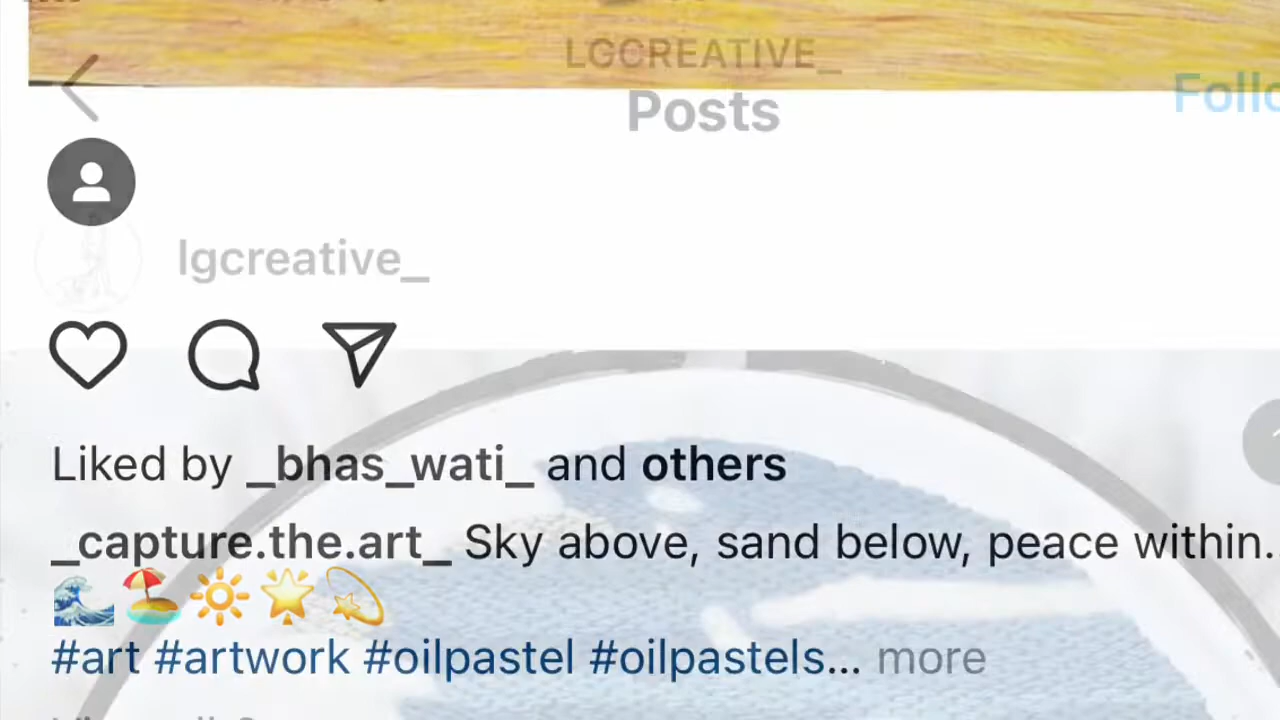 LGCREATIVE_
Posts
lgcreative_
Liked by _bhas_wati_ and others
_capture.the.art_ Sky above, sand below, peace within.
🌊 🏖️ 🔆 🌟 💫
#art #artwork #oilpastel #oilpastels... more